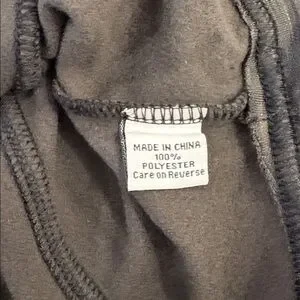 MADE IN CHINA
100%
POLYESTER
Care on Reverse